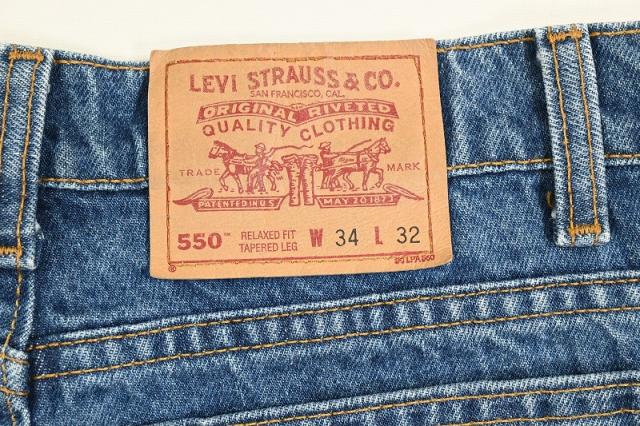 LEVI STRAUSS & CO.
SAN FRANCISCO, CAL.
ORIGINAL RIVETED
QUALITY CLOTHING
TRADE MARK
PATENTED IN U.S. MAY 20 1873
550™ RELAXED FIT TAPERED LEG W 34 L 32
®